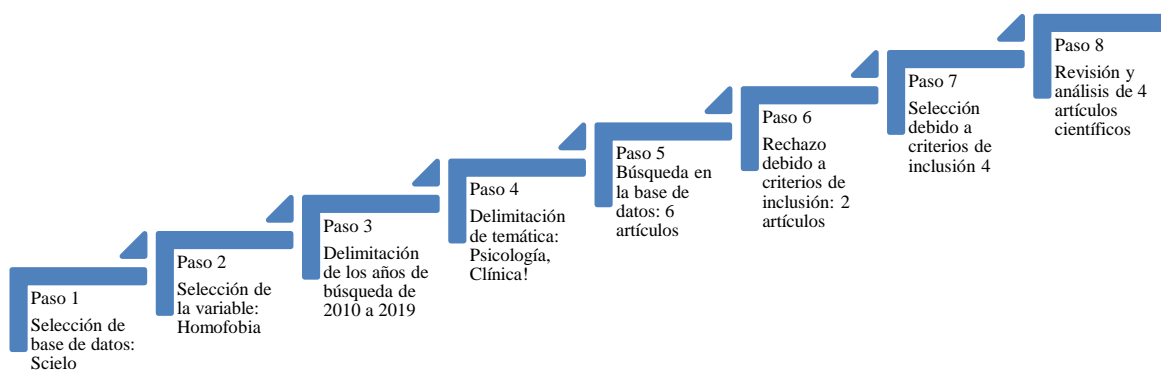 Paso 1
Selección de
base de datos:
Scielo
Paso 2
Selección de
la variable:
Homofobia
Paso 3
Delimitación
de los años de
búsqueda de
2010 a 2019
Paso 4
Delimitación
de temática:
Psicología,
Clínica!
Paso 5
Búsqueda en
la base de
datos: 6
artículos
Paso 6
Rechazo
debido a
criterios de
inclusión: 2
artículos
Paso 7
Selección
debido a
criterios de
inclusión 4
Paso 8
Revisión y
análisis de 4
artículos
científicos